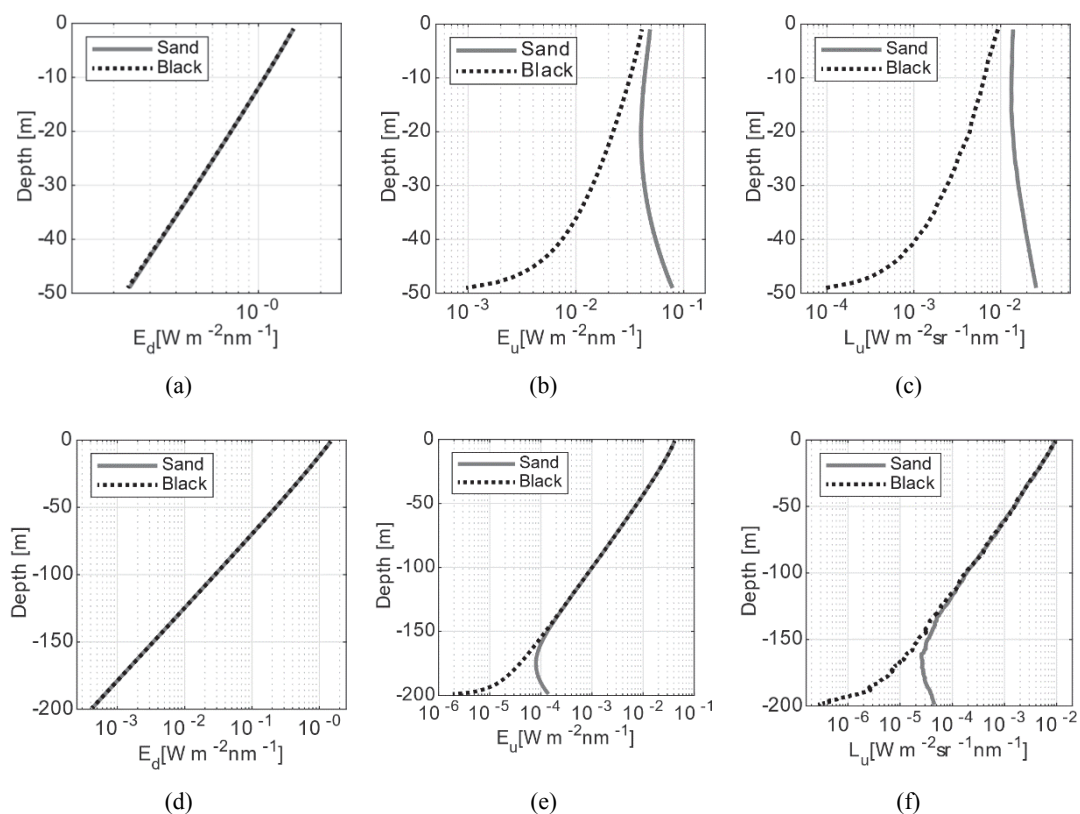 0
-10
-20
-30
-40
-50
Depth [m]
Sand
Black
10⁻⁰
E_d[W m⁻²nm⁻¹]
(a)
0
-10
-20
-30
-40
-50
Depth [m]
Sand
Black
10⁻³ 10⁻² 10⁻¹
E_u[W m⁻²nm⁻¹]
(b)
0
-10
-20
-30
-40
-50
Depth [m]
Sand
Black
10⁻⁴ 10⁻³ 10⁻²
L_u[W m⁻²sr⁻¹nm⁻¹]
(c)
0
-50
-100
-150
-200
Depth [m]
Sand
Black
10⁻³ 10⁻² 10⁻¹ 10⁻⁰
E_d[W m⁻²nm⁻¹]
(d)
0
-50
-100
-150
-200
Depth [m]
Sand
Black
10⁻⁶ 10⁻⁵ 10⁻⁴ 10⁻³ 10⁻² 10⁻¹
E_u[W m⁻²nm⁻¹]
(e)
0
-50
-100
-150
-200
Depth [m]
Sand
Black
10⁻⁶ 10⁻⁵ 10⁻⁴ 10⁻³ 10⁻²
L_u[W m⁻²sr⁻¹nm⁻¹]
(f)